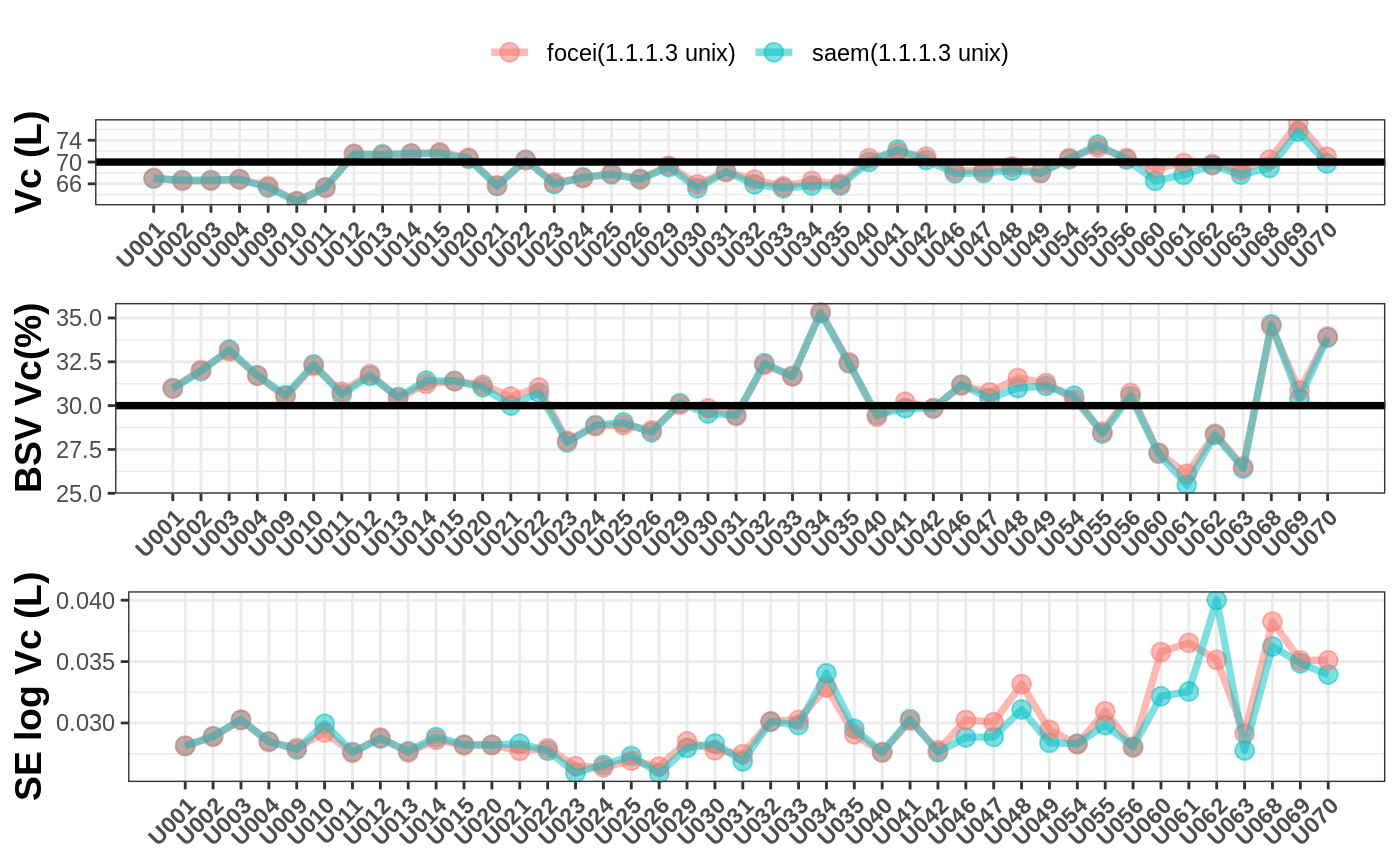 focei(1.1.1.3 unix) saem(1.1.1.3 unix)
Vc (L)
74
70
66
U001 U002 U003 U004 U009 U010 U011 U012 U013 U014 U015 U020 U021 U022 U023 U024 U025 U026 U029 U030 U031 U032 U033 U034 U035 U040 U041 U042 U046 U047 U048 U049 U054 U055 U056 U060 U061 U062 U063 U068 U069 U070
BSV Vc(%)
35.0
32.5
30.0
27.5
25.0
U001 U002 U003 U004 U009 U010 U011 U012 U013 U014 U015 U020 U021 U022 U023 U024 U025 U026 U029 U030 U031 U032 U033 U034 U035 U040 U041 U042 U046 U047 U048 U049 U054 U055 U056 U060 U061 U062 U063 U068 U069 U070
SE log Vc (L)
0.040
0.035
0.030
U001 U002 U003 U004 U009 U010 U011 U012 U013 U014 U015 U020 U021 U022 U023 U024 U025 U026 U029 U030 U031 U032 U033 U034 U035 U040 U041 U042 U046 U047 U048 U049 U054 U055 U056 U060 U061 U062 U063 U068 U069 U070